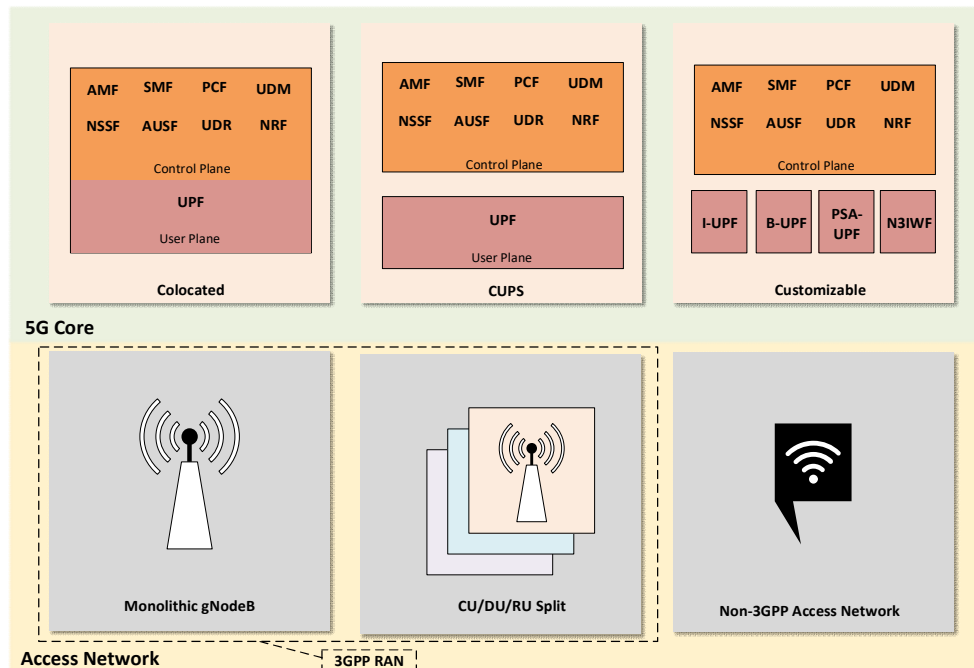 AMF SMF PCF UDM
NSSF AUSF UDR NRF
Control Plane
UPF
User Plane
Colocated
AMF SMF PCF UDM
NSSF AUSF UDR NRF
Control Plane
UPF
User Plane
CUPS
AMF SMF PCF UDM
NSSF AUSF UDR NRF
Control Plane
I-UPF
B-UPF
PSA-
UPF
N3IWF
Customizable
5G Core
Monolithic gNodeB
CU/DU/RU Split
Non-3GPP Access Network
Access Network
3GPP RAN